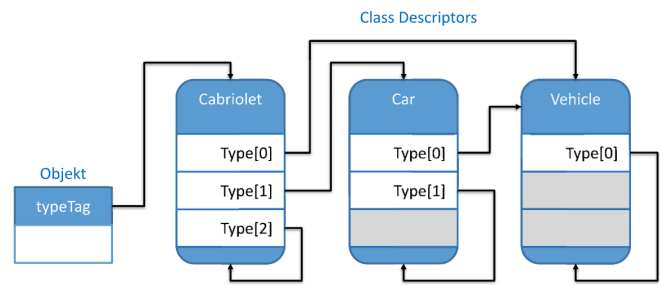 Class Descriptors
Cabriolet
Car
Vehicle
Type[0]
Type[0]
Type[0]
Objekt
typeTag
Type[1]
Type[1]
Type[2]